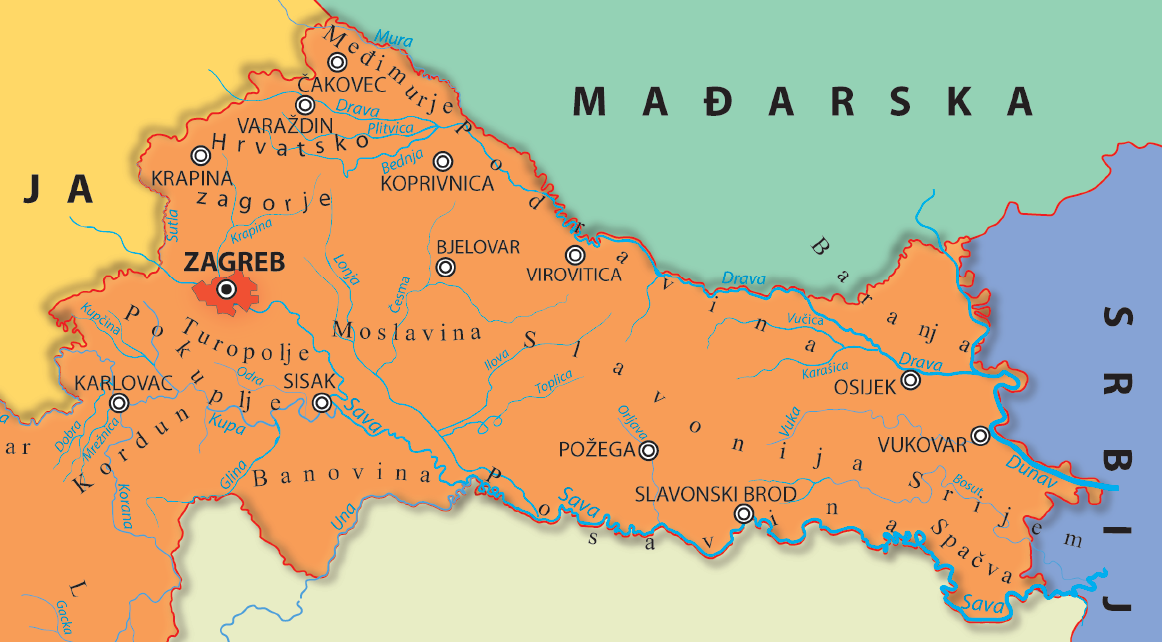 Mura
Međimurje
ČAKOVEC
MAĐARSKA
Drava
VARAŽDIN
Plitvica
Hrvatsko
Bednja
KRAPINA
KOPRIVNICA
JA
zagorje
Podravina
Sutla
Krapina
ZAGREB
BJELOVAR
VIROVITICA
Baranja
Lonja
Česma
Drava
Kupčina
Pokuplje
Turopolje
Moslavina
Slavonija
Vučica
SRBIJ
Ilova
Drava
Karašica
Odra
Toplica
KARLOVAC
SISAK
OSIJEK
Sava
Orljava
Vuka
a
Dobra
Mrežnica
Kupa
ar
Kordun
POŽEGA
VUKOVAR
Glina
Banovina
Dunav
Korana
Posavina
Sava
SLAVONSKI BROD
Bosut
Srijem
Una
Spačva
L
Gacka
Sava